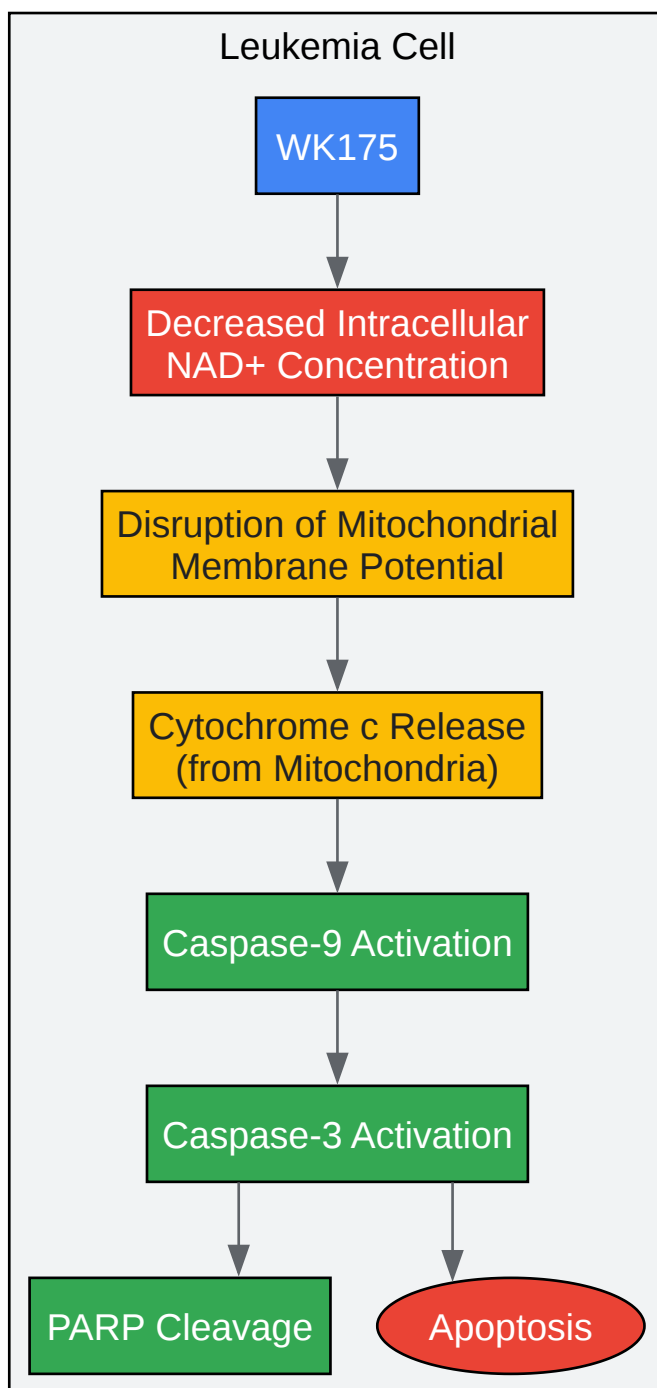 Leukemia Cell
WK175
Decreased Intracellular
NAD+ Concentration
Disruption of Mitochondrial
Membrane Potential
Cytochrome c Release
(from Mitochondria)
Caspase-9 Activation
Caspase-3 Activation
PARP Cleavage
Apoptosis